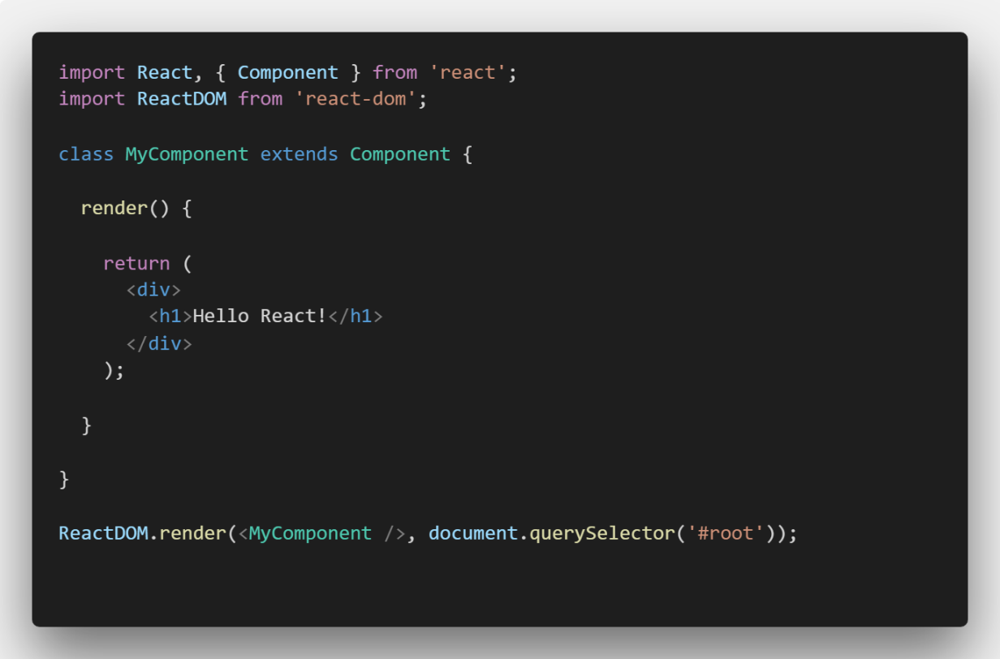 import React, { Component } from 'react';
import ReactDOM from 'react-dom';

class MyComponent extends Component {

  render() {

    return (
      <div>
        <h1>Hello React!</h1>
      </div>
    );

  }

}

ReactDOM.render(<MyComponent />, document.querySelector('#root'));